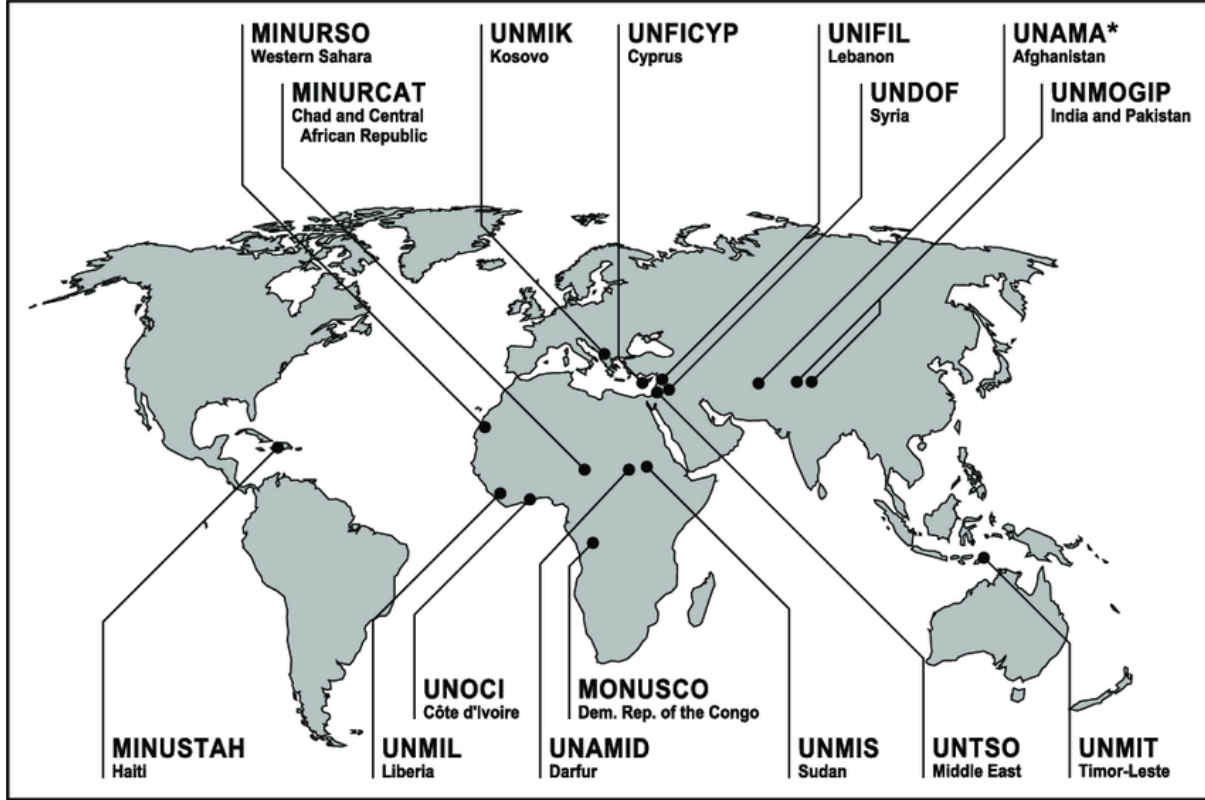 MINURSO
Western Sahara
UNMIK
Kosovo
UNFICYP
Cyprus
UNIFIL
Lebanon
UNAMA*
Afghanistan
MINURCAT
Chad and Central
African Republic
UNDOF
Syria
UNMOGIP
India and Pakistan
UNOCI
Côte d'Ivoire
MONUSCO
Dem. Rep. of the Congo
MINUSTAH
Haiti
UNMIL
Liberia
UNAMID
Darfur
UNMIS
Sudan
UNTSO
Middle East
UNMIT
Timor-Leste